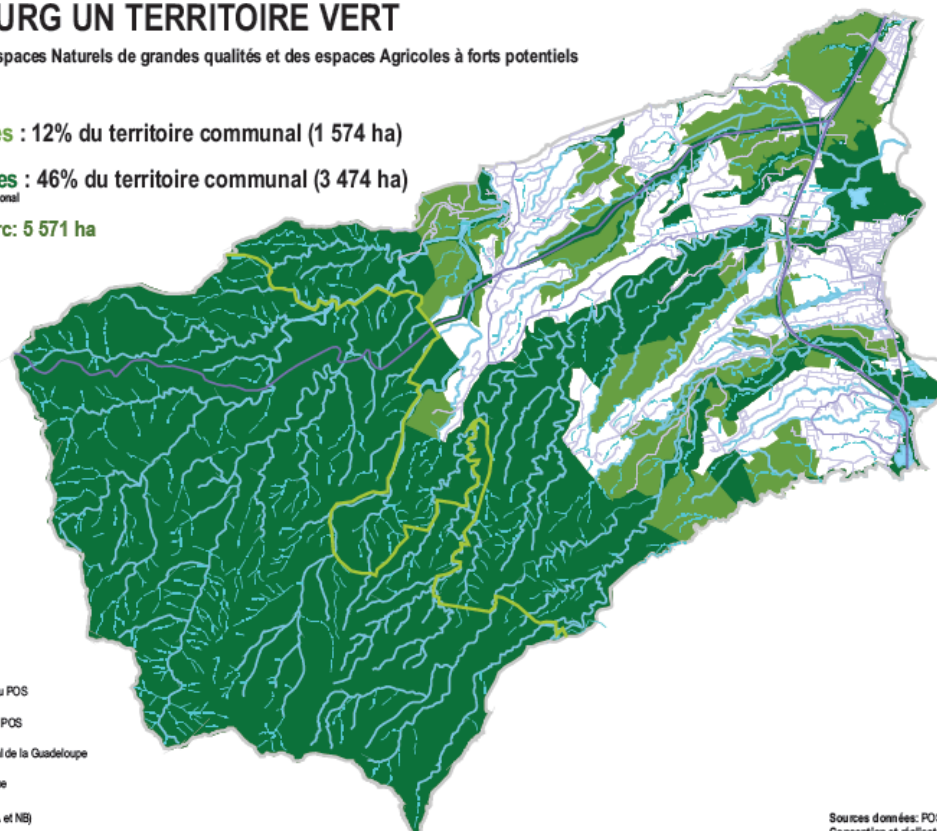 URG UN TERRITOIRE VERT
spaces Naturels de grandes qualités et des espaces Agricoles à forts potentiels
es : 12% du territoire communal (1 574 ha)
es : 46% du territoire communal (3 474 ha)
onal
rc: 5 571 ha
u POS
POS
l de la Guadeloupe
e
et NB)
Sources données: POS